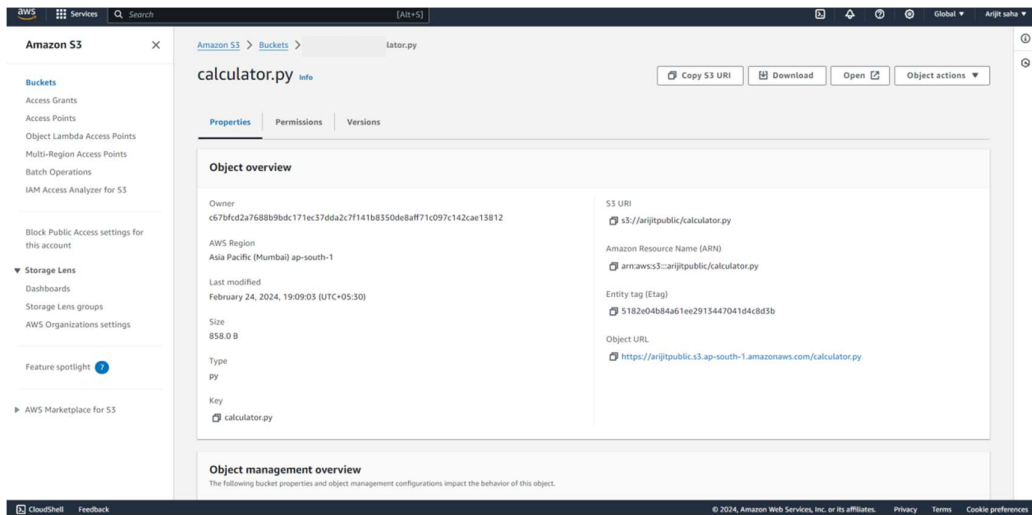 aws Services Search [Alt+S] Global Arijit saha
Amazon S3
Buckets
Access Grants
Access Points
Object Lambda Access Points
Multi-Region Access Points
Batch Operations
IAM Access Analyzer for S3
Block Public Access settings for
this account
Storage Lens
Dashboards
Storage Lens groups
AWS Organizations settings
Feature spotlight 7
AWS Marketplace for S3
Amazon S3 > Buckets > lator.py
calculator.py Info
Copy S3 URI Download Open Object actions
Properties Permissions Versions
Object overview
Owner
c67bfcd2a7688b9bdc171ec37dda2c7f141b8350de8aff71c097c142cae13812
AWS Region
Asia Pacific (Mumbai) ap-south-1
Last modified
February 24, 2024, 19:09:03 (UTC+05:30)
Size
858.0 B
Type
py
Key
calculator.py
S3 URI
s3://arijitpublic/calculator.py
Amazon Resource Name (ARN)
arn:aws:s3:::arijitpublic/calculator.py
Entity tag (Etag)
5182e04b84a61ee2913447041d4c8d3b
Object URL
https://arijitpublic.s3.ap-south-1.amazonaws.com/calculator.py
Object management overview
The following bucket properties and object management configurations impact the behavior of this object.
CloudShell Feedback © 2024, Amazon Web Services, Inc. or its affiliates. Privacy Terms Cookie preferences